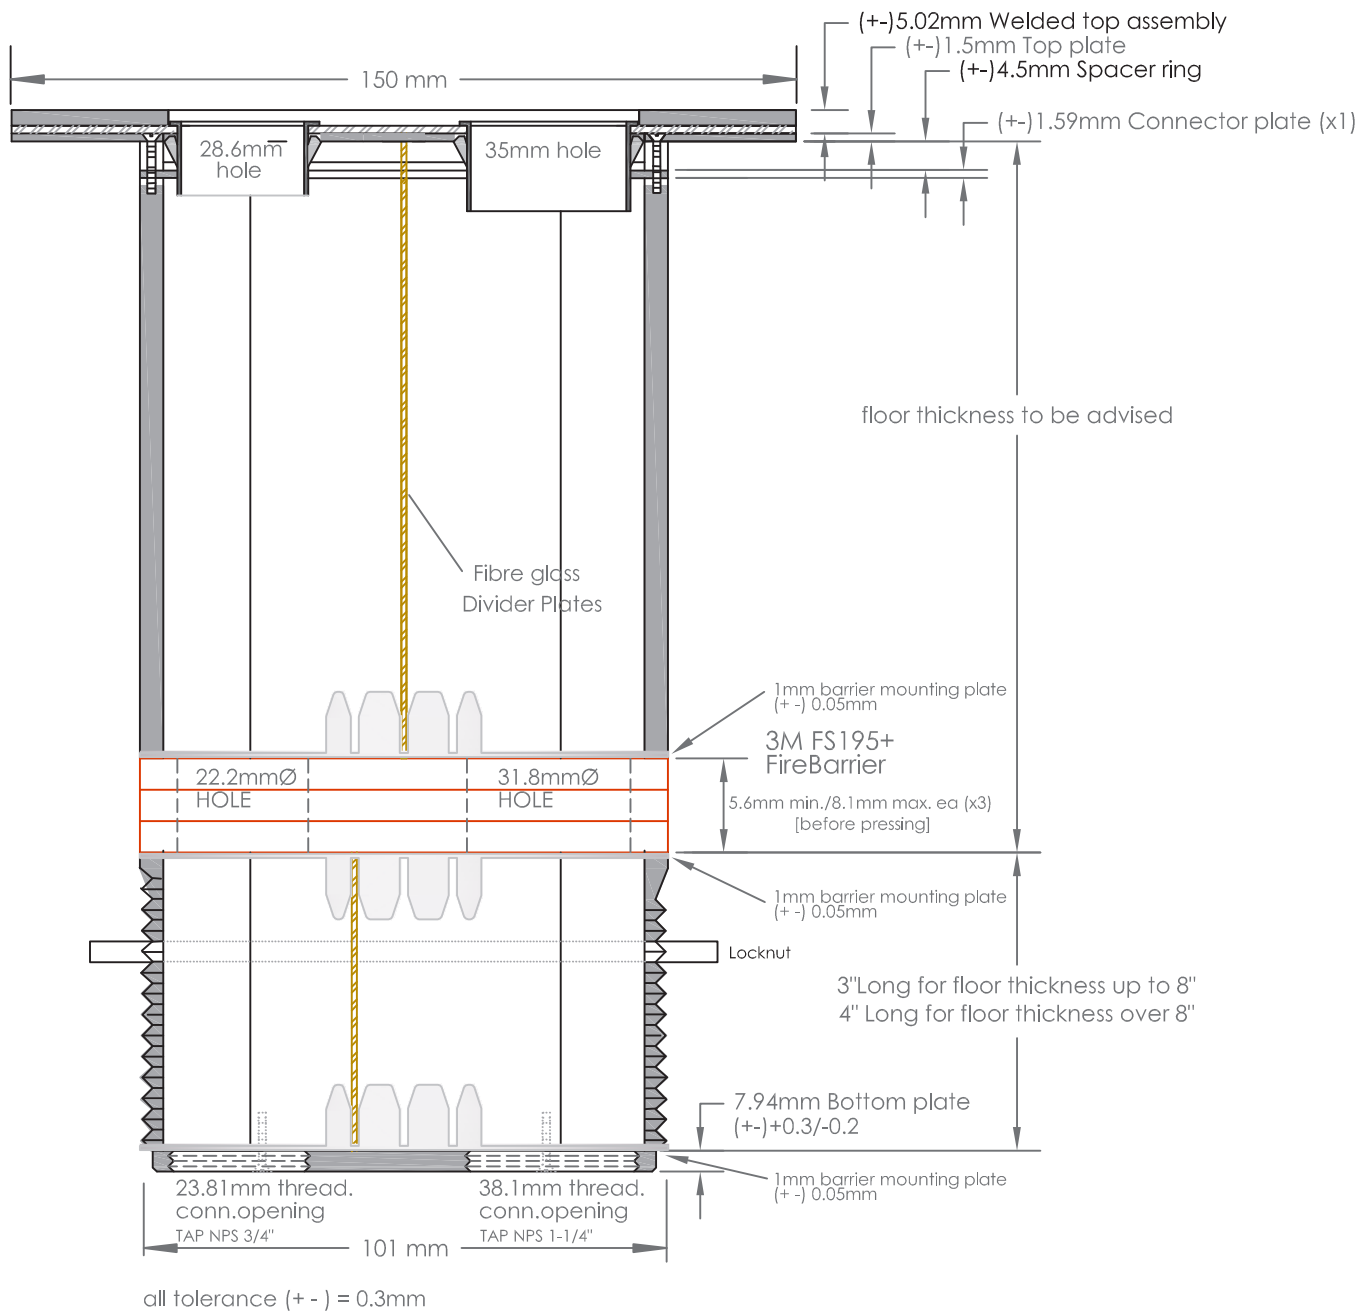 (+-)5.02mm Welded top assembly
(+-)1.5mm Top plate
(+-)4.5mm Spacer ring
150 mm
(+-)1.59mm Connector plate (x1)
28.6mm
hole
35mm hole
floor thickness to be advised
Fibre glass
Divider Plates
1mm barrier mounting plate
(+ -) 0.05mm
3M FS195+
FireBarrier
22.2mmØ
HOLE
31.8mmØ
HOLE
5.6mm min./8.1mm max. ea (x3)
[before pressing]
1mm barrier mounting plate
(+ -) 0.05mm
Locknut
3"Long for floor thickness up to 8"
4" Long for floor thickness over 8"
7.94mm Bottom plate
(+-)+0.3/-0.2
1mm barrier mounting plate
(+ -) 0.05mm
23.81mm thread.
conn.opening
TAP NPS 3/4"
38.1mm thread.
conn.opening
TAP NPS 1-1/4"
101 mm
all tolerance (+ - ) = 0.3mm